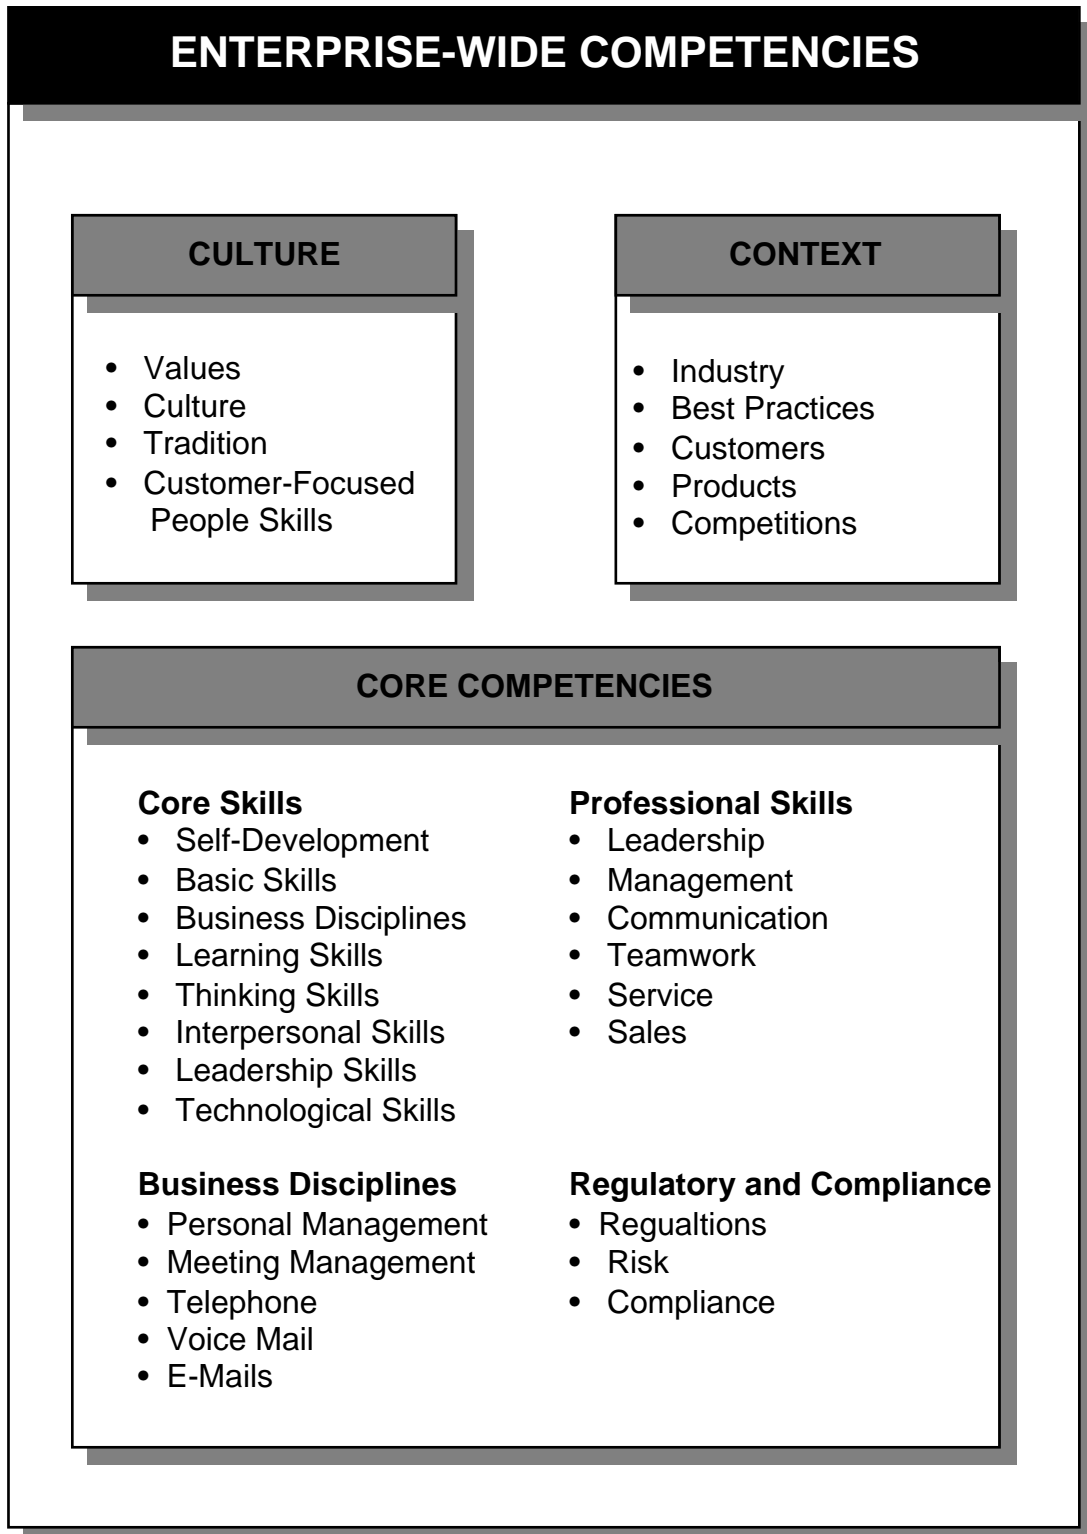 ENTERPRISE-WIDE COMPETENCIES
CULTURE
• Values
• Culture
• Tradition
• Customer-Focused
People Skills
CONTEXT
• Industry
• Best Practices
• Customers
• Products
• Competitions
CORE COMPETENCIES
Core Skills
• Self-Development
• Basic Skills
• Business Disciplines
• Learning Skills
• Thinking Skills
• Interpersonal Skills
• Leadership Skills
• Technological Skills
Professional Skills
• Leadership
• Management
• Communication
• Teamwork
• Service
• Sales
Business Disciplines
• Personal Management
• Meeting Management
• Telephone
• Voice Mail
• E-Mails
Regulatory and Compliance
• Regualtions
• Risk
• Compliance